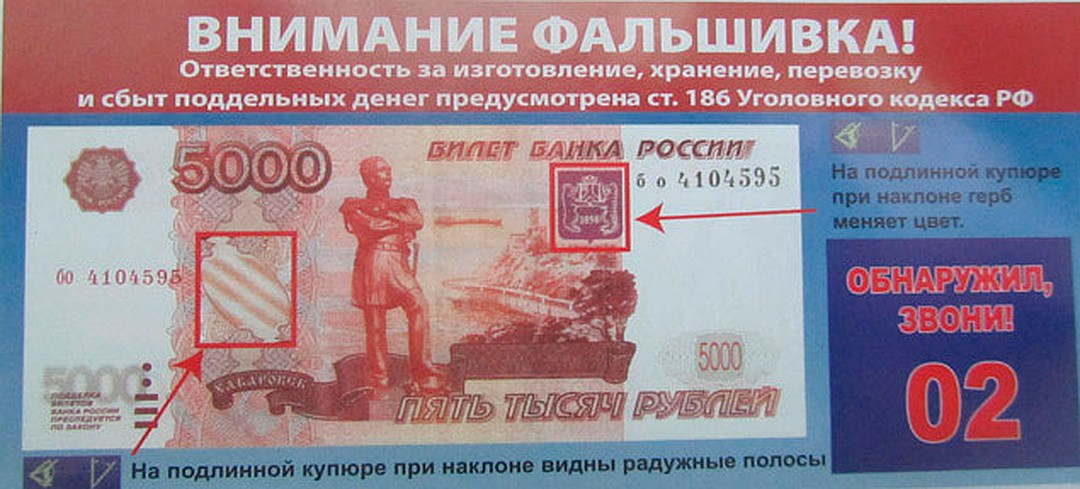 ВНИМАНИЕ ФАЛЬШИВКА!
Ответственность за изготовление, хранение, перевозку
и сбыт поддельных денег предусмотрена ст. 186 Уголовного кодекса РФ
5000
БИЛЕТ БАНКА РОССИИ
бо 4104595
На подлинной купюре
при наклоне герб
меняет цвет.
бо 4104595
ОБНАРУЖИЛ,
ЗВОНИ!
02
5000
5000
ХАБАРОВСК
ПОДДЕЛКА
БИЛЕТОВ
БАНКА РОССИИ
ПРЕСЛЕДУЕТСЯ
ПО ЗАКОНУ
ПЯТЬ ТЫСЯЧ РУБЛЕЙ
На подлинной купюре при наклоне видны радужные полосы